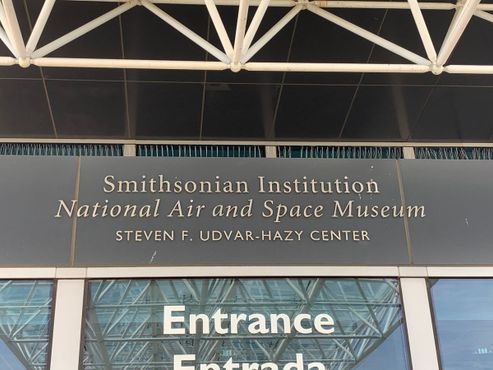 Smithsonian Institution
National Air and Space Museum
STEVEN F. UDVAR-HAZY CENTER
Entrance
Entrada